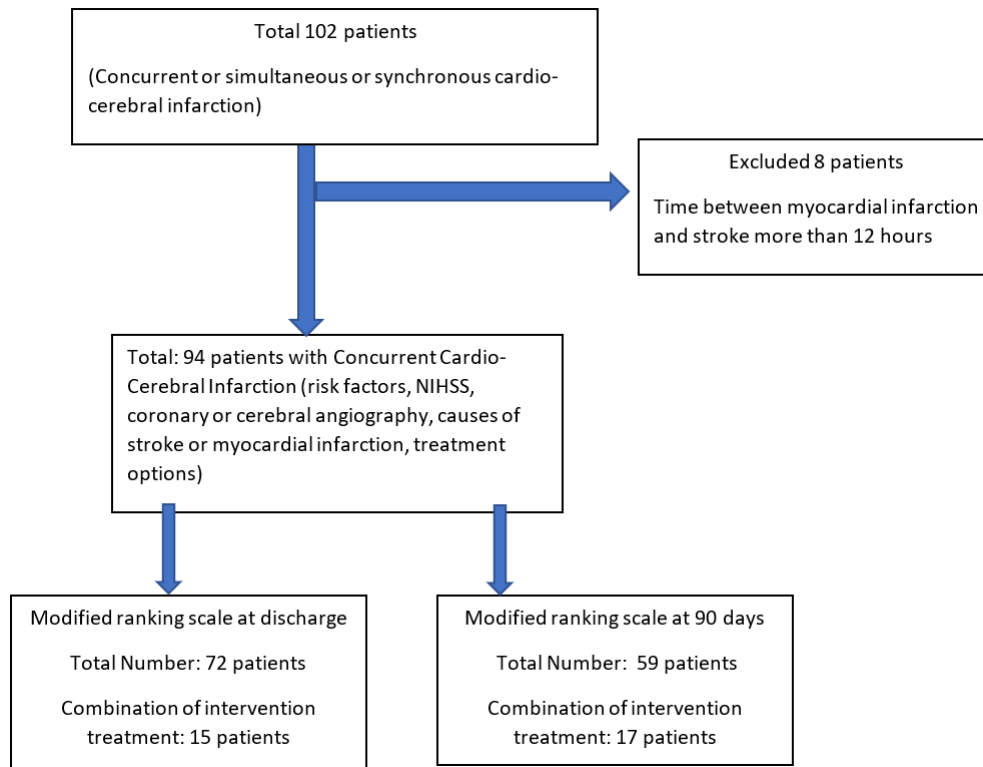 Total 102 patients
(Concurrent or simultaneous or synchronous cardio-
cerebral infarction)
Excluded 8 patients
Time between myocardial infarction
and stroke more than 12 hours
Total: 94 patients with Concurrent Cardio-
Cerebral Infarction (risk factors, NIHSS,
coronary or cerebral angiography, causes of
stroke or myocardial infarction, treatment
options)
Modified ranking scale at discharge
Total Number: 72 patients
Combination of intervention
treatment: 15 patients
Modified ranking scale at 90 days
Total Number: 59 patients
Combination of intervention
treatment: 17 patients